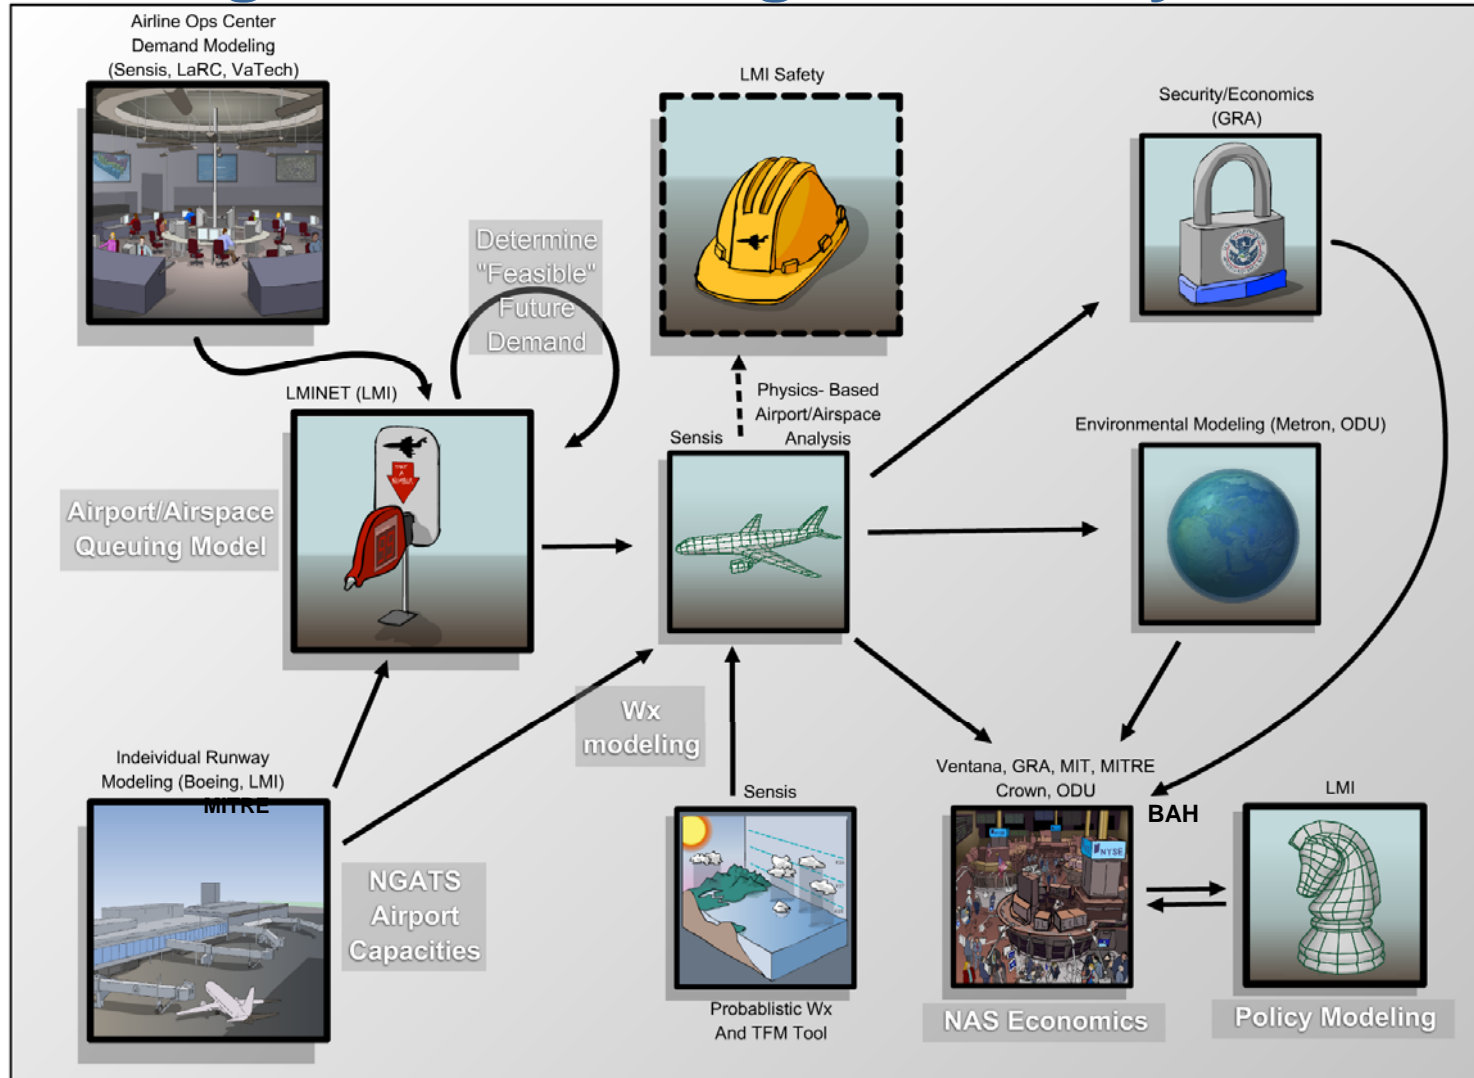 Airline Ops Center
Demand Modeling
(Sensis, LaRC, VaTech)
LMI Safety
Security/Economics
(GRA)
Determine
"Feasible"
Future
Demand
LMINET (LMI)
Physics- Based
Airport/Airspace
Analysis
Sensis
Environmental Modeling (Metron, ODU)
Airport/Airspace
Queuing Model
Wx
modeling
Indeividual Runway
Modeling (Boeing, LMI)
MITRE
Sensis
Ventana, GRA, MIT, MITRE
Crown, ODU
BAH
LMI
NYSE
NGATS
Airport
Capacities
Probablistic Wx
And TFM Tool
NAS Economics
Policy Modeling